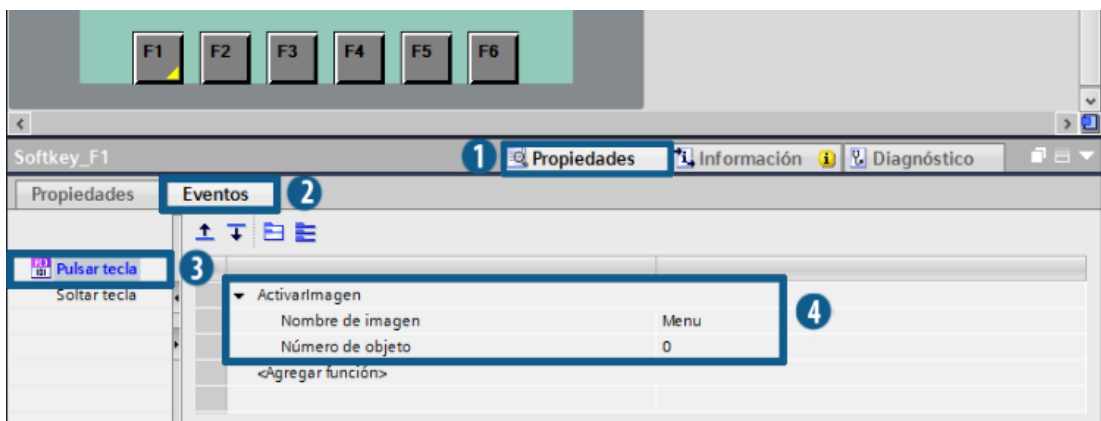 F1 F2 F3 F4 F5 F6
Softkey_F1 1 Propiedades Información Diagnóstico
Propiedades Eventos 2
Pulsar tecla 3
Soltar tecla ActivarImagen
Nombre de imagen Menu 4
Número de objeto 0
<Agregar función>